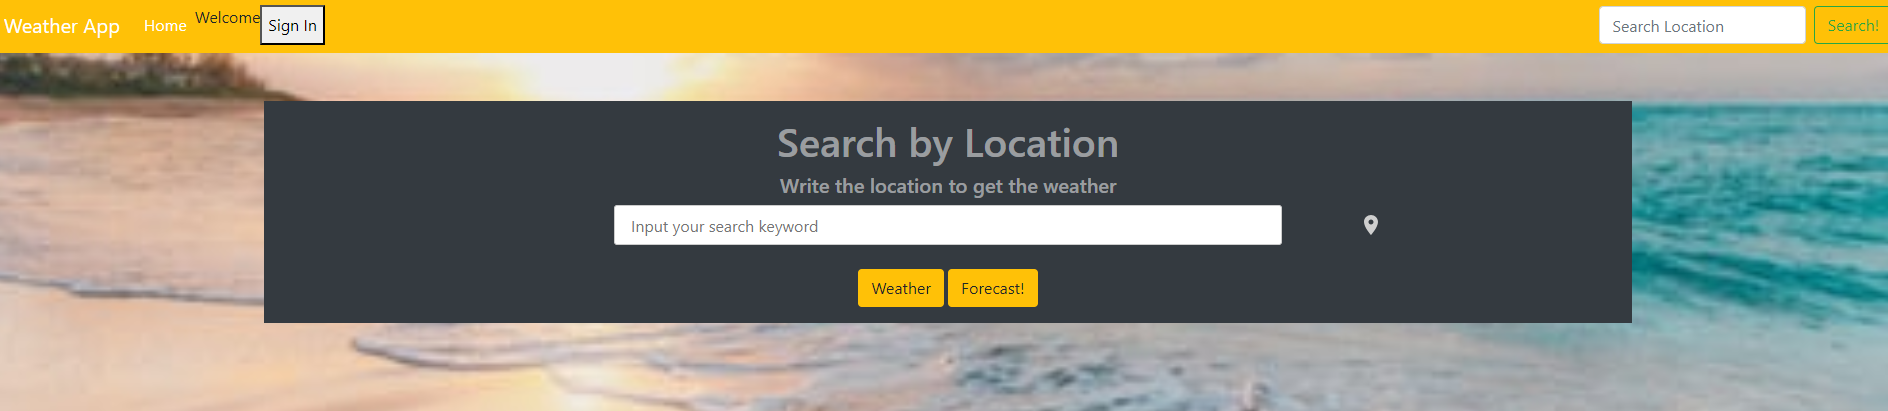 Weather App Home Welcome Sign In Search Location Search!
Search by Location
Write the location to get the weather
Input your search keyword
Weather Forecast!